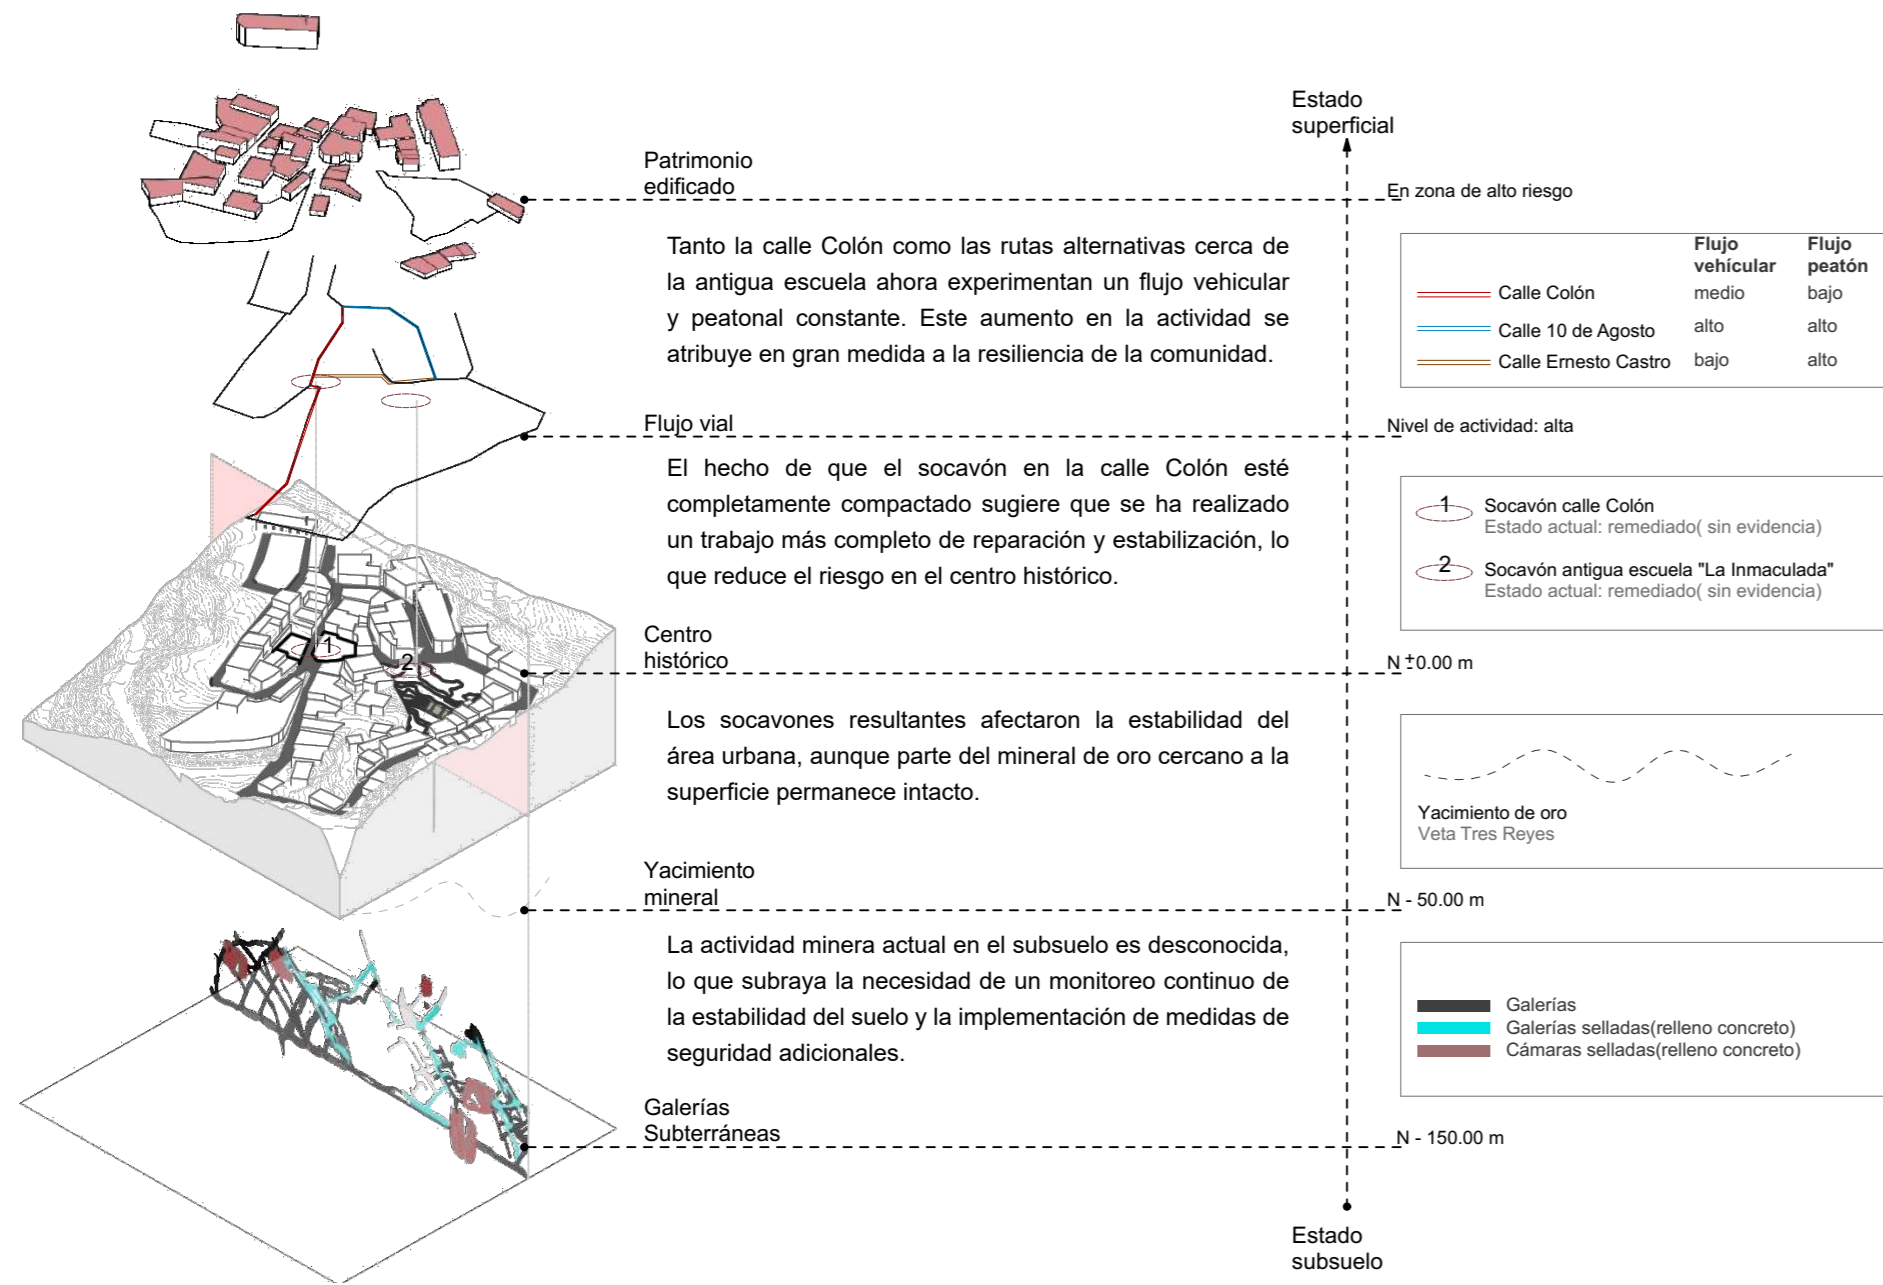 Estado
superficial
Patrimonio
edificado
En zona de alto riesgo
Tanto la calle Colón como las rutas alternativas cerca de
la antigua escuela ahora experimentan un flujo vehicular
y peatonal constante. Este aumento en la actividad se
atribuye en gran medida a la resiliencia de la comunidad.
Flujo vehícular
Flujo peatón
Calle Colón medio bajo
Calle 10 de Agosto alto alto
Calle Ernesto Castro bajo alto
Flujo vial
Nivel de actividad: alta
El hecho de que el socavón en la calle Colón esté
completamente compactado sugiere que se ha realizado
un trabajo más completo de reparación y estabilización, lo
que reduce el riesgo en el centro histórico.
1 Socavón calle Colón
Estado actual: remediado( sin evidencia)
2 Socavón antigua escuela "La Inmaculada"
Estado actual: remediado( sin evidencia)
1
2
Centro
histórico
N ±0.00 m
Los socavones resultantes afectaron la estabilidad del
área urbana, aunque parte del mineral de oro cercano a la
superficie permanece intacto.
Yacimiento de oro
Veta Tres Reyes
Yacimiento
mineral
N - 50.00 m
La actividad minera actual en el subsuelo es desconocida,
lo que subraya la necesidad de un monitoreo continuo de
la estabilidad del suelo y la implementación de medidas de
seguridad adicionales.
Galerías
Galerías selladas(relleno concreto)
Cámaras selladas(relleno concreto)
Galerías
Subterráneas
N - 150.00 m
Estado
subsuelo